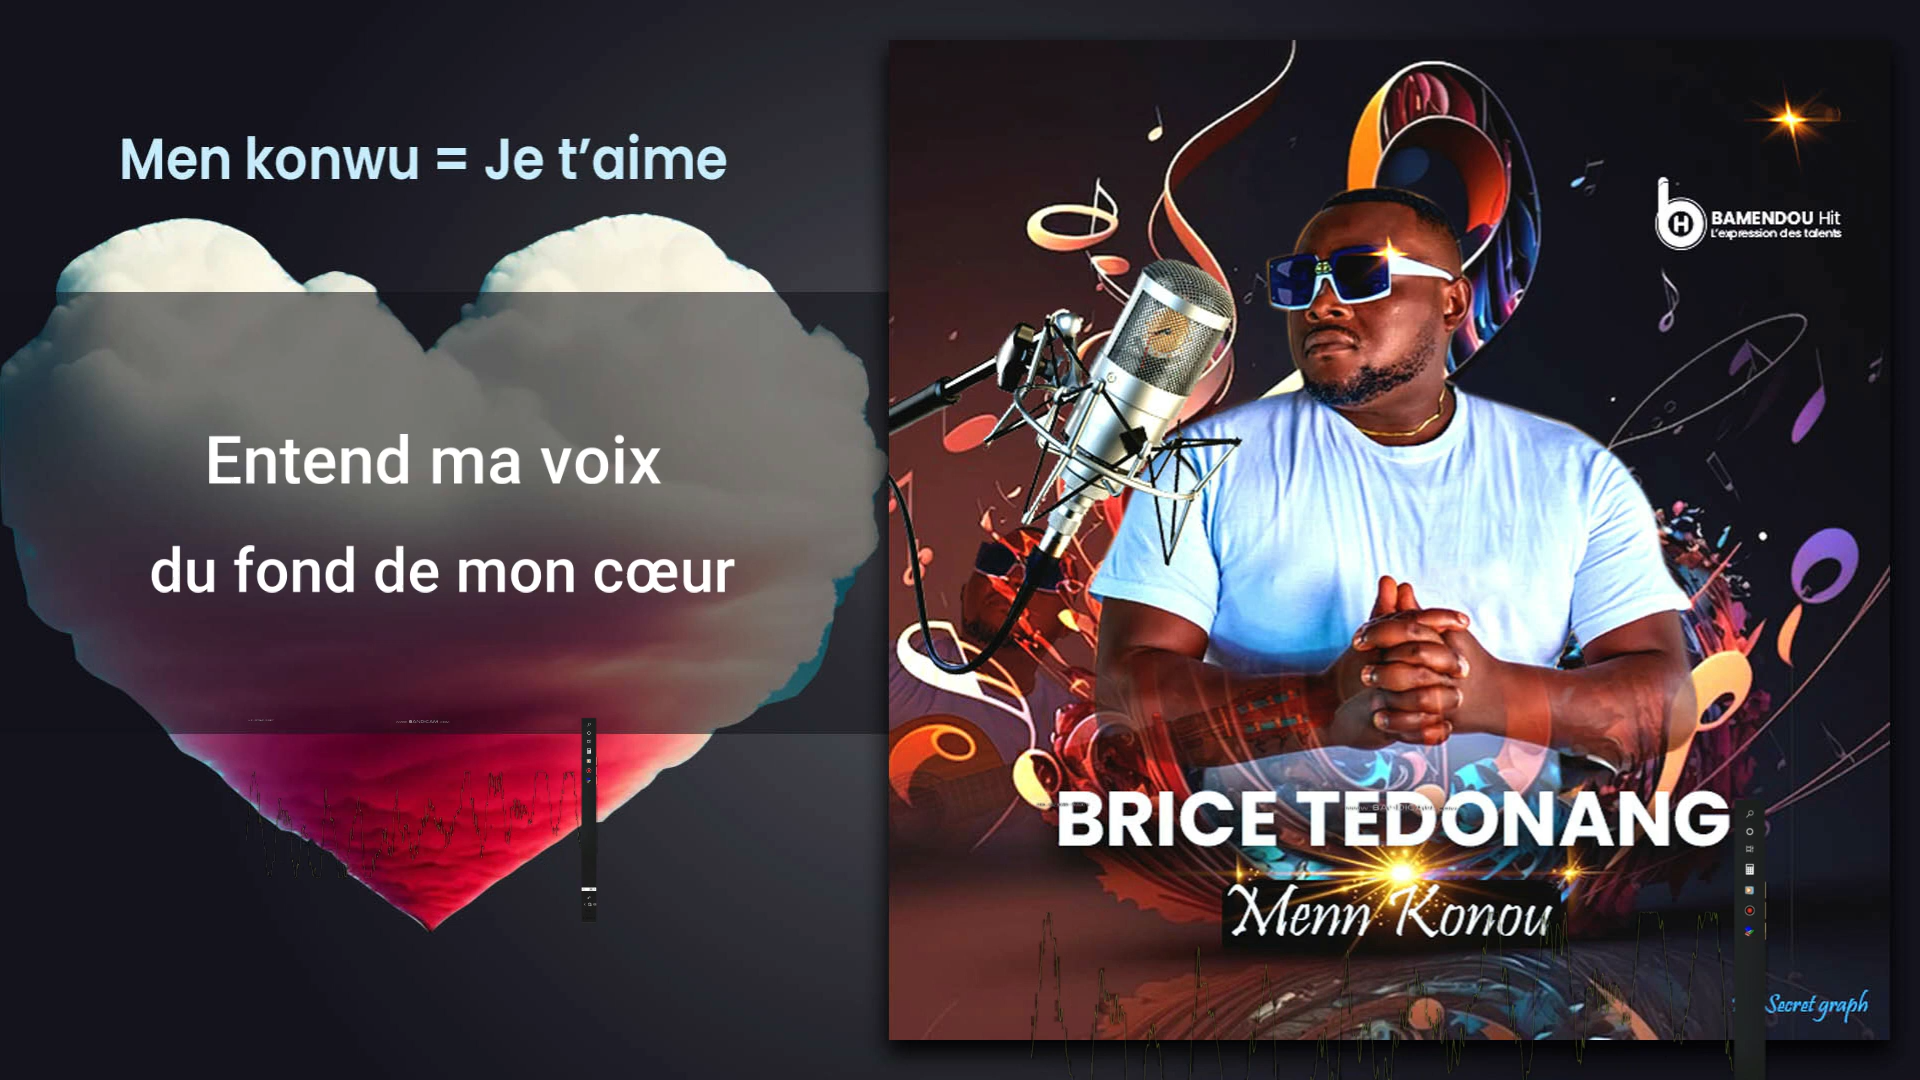 Men konwu = Je t’aime
Entend ma voix
du fond de mon cœur
BAMENDOU Hit
L'expression des talents
BRICE TEDONANG
Menn Konou
Secret graph